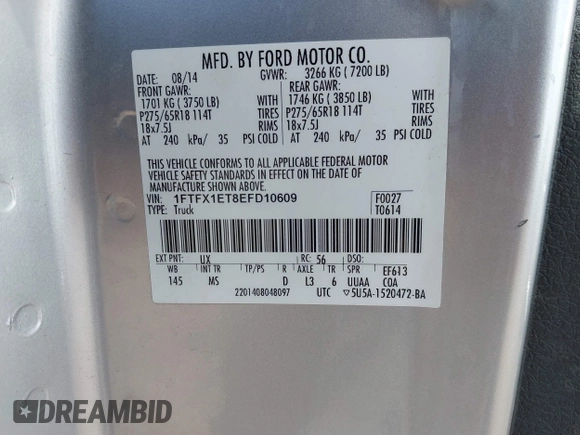 MFD. BY FORD MOTOR CO.
DATE: 08/14 GVWR: 3266 KG ( 7200 LB)
FRONT GAWR: REAR GAWR:
1701 KG ( 3750 LB) WITH 1746 KG ( 3850 LB) WITH
P275/65R18 114T TIRES P275/65R18 114T TIRES
18x7.5J RIMS 18x7.5J RIMS
AT 240 kPa/ 35 PSI COLD AT 240 kPa/ 35 PSI COLD
THIS VEHICLE CONFORMS TO ALL APPLICABLE FEDERAL MOTOR
VEHICLE SAFETY STANDARDS IN EFFECT ON THE DATE OF
MANUFACTURE SHOWN ABOVE.
VIN: 1FTFX1ET8EFD10609 F0027
TYPE: Truck T0614
EXT PNT: UX RC: 56 DSO:
WB INT TR TP/PS R AXLE TR SPR EF613
145 MS D L3 6 UUAA COA
2201408048097 UTC 5U5A-1520472-BA
DREAMBID